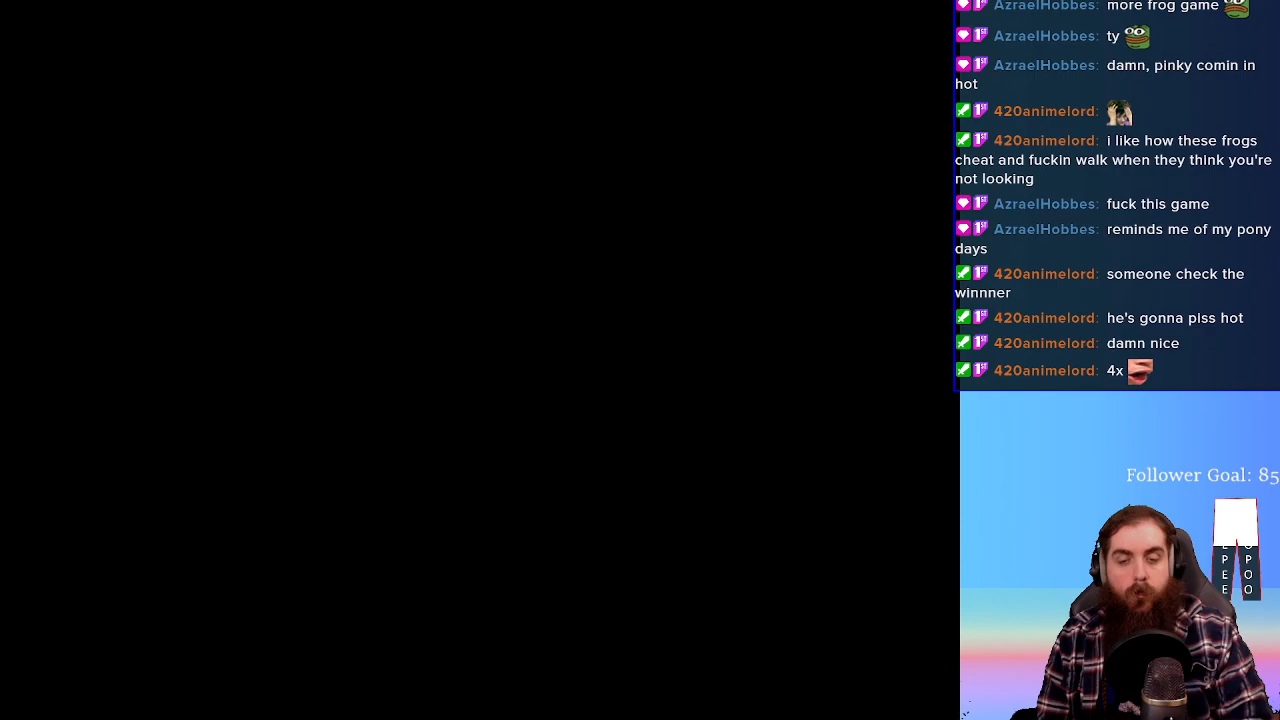 AzraelHobbes: more frog game
AzraelHobbes: ty
AzraelHobbes: damn, pinky comin in
hot
420animelord:
420animelord: i like how these frogs
cheat and fuckin walk when they think you're
not looking
AzraelHobbes: fuck this game
AzraelHobbes: reminds me of my pony
days
420animelord: someone check the
winnner
420animelord: he's gonna piss hot
420animelord: damn nice
420animelord: 4x
Follower Goal: 85
P P
E O
E O